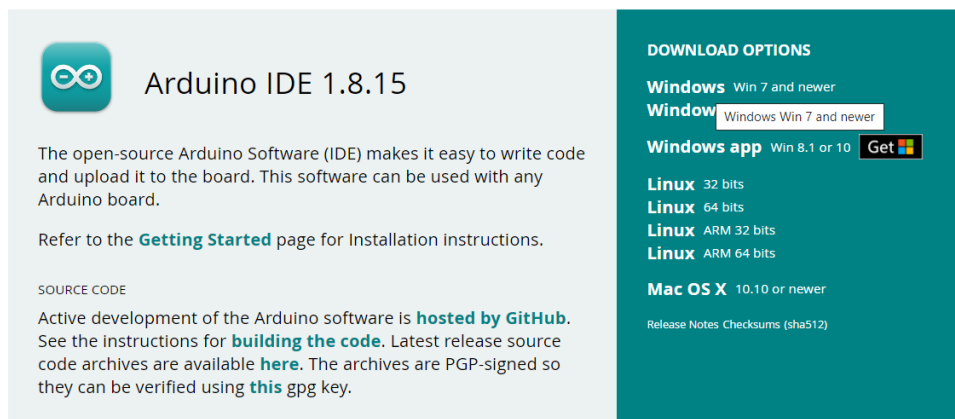 Arduino IDE 1.8.15
The open-source Arduino Software (IDE) makes it easy to write code
and upload it to the board. This software can be used with any
Arduino board.
Refer to the Getting Started page for Installation instructions.
SOURCE CODE
Active development of the Arduino software is hosted by GitHub.
See the instructions for building the code. Latest release source
code archives are available here. The archives are PGP-signed so
they can be verified using this gpg key.
DOWNLOAD OPTIONS
Windows Win 7 and newer
Window
Windows Win 7 and newer
Windows app Win 8.1 or 10 Get
Linux 32 bits
Linux 64 bits
Linux ARM 32 bits
Linux ARM 64 bits
Mac OS X 10.10 or newer
Release Notes Checksums (sha512)